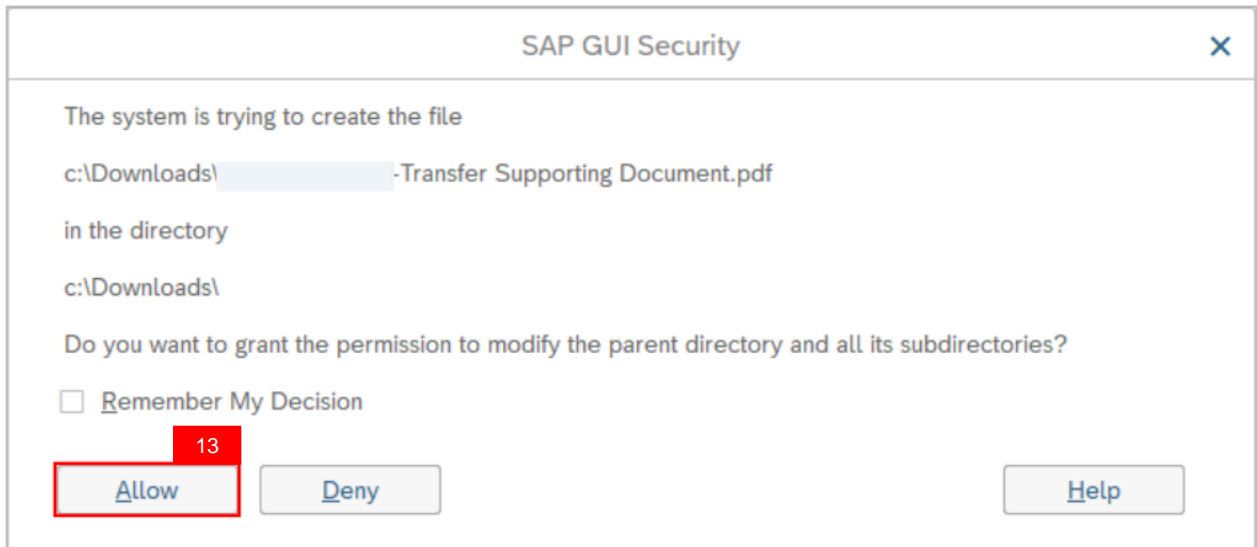 SAP GUI Security
The system is trying to create the file
c:\Downloads\ -Transfer Supporting Document.pdf
in the directory
c:\Downloads\
Do you want to grant the permission to modify the parent directory and all its subdirectories?
Remember My Decision
13
Allow Deny Help